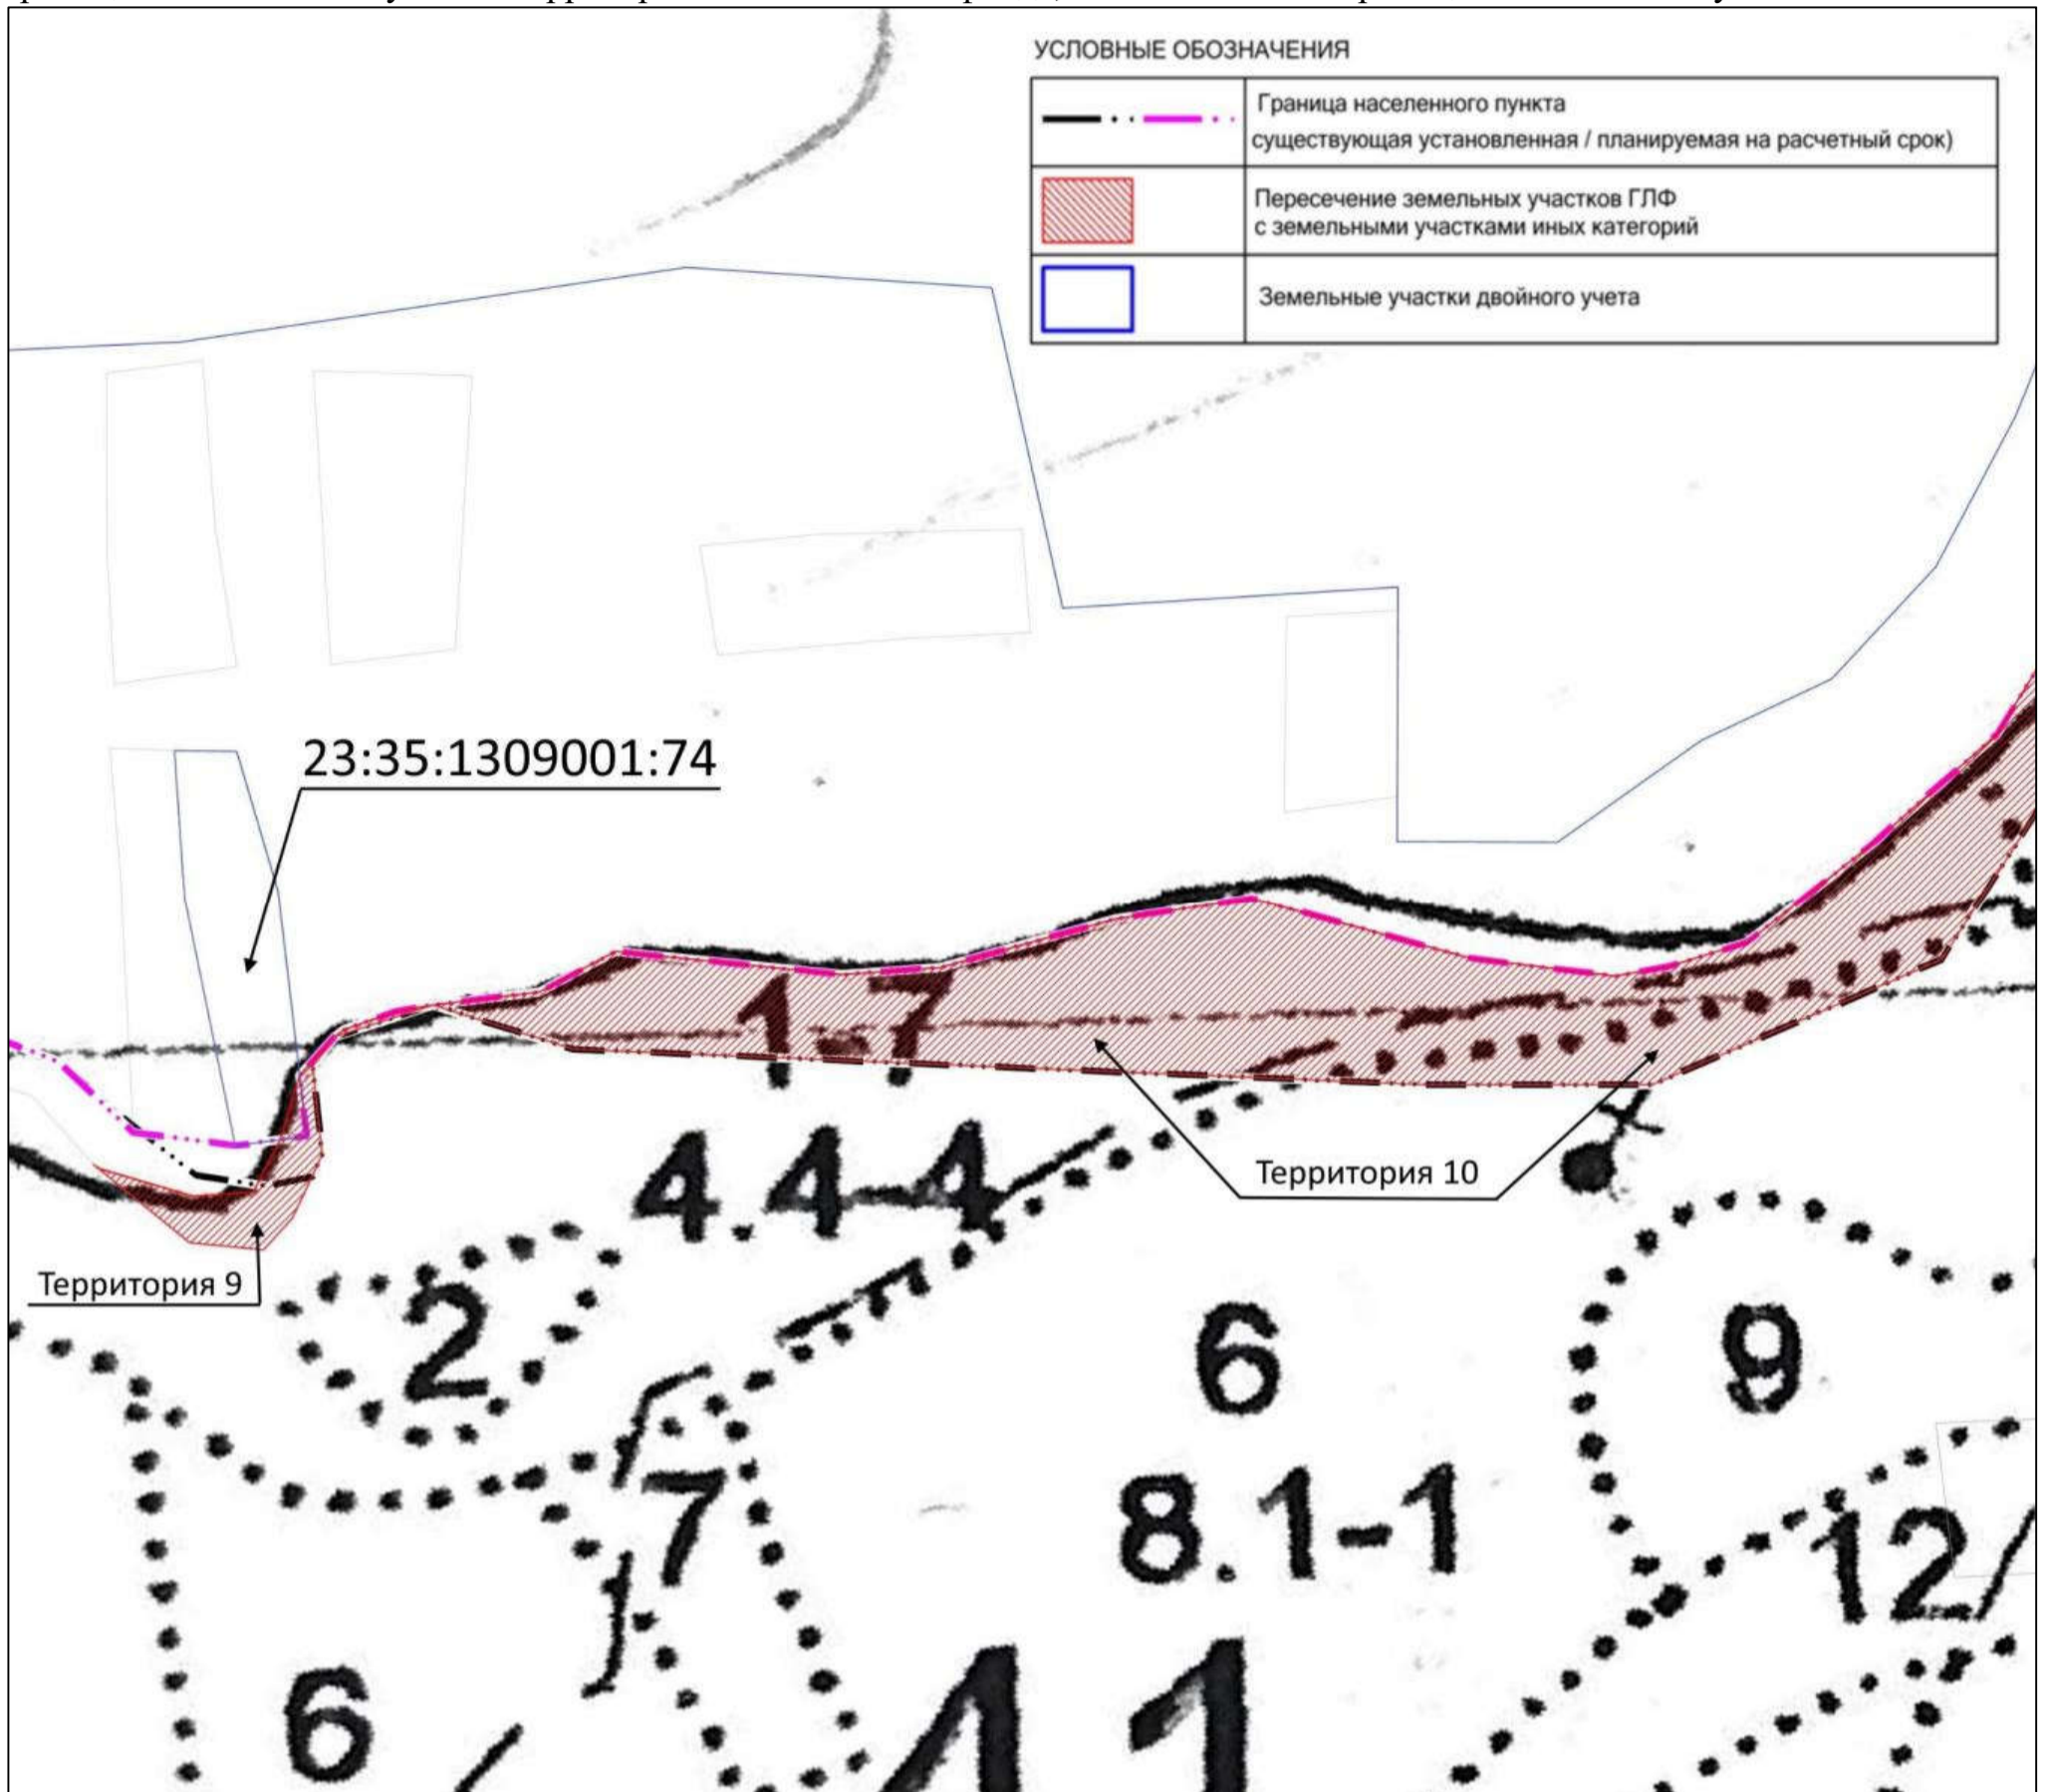 УСЛОВНЫЕ ОБОЗНАЧЕНИЯ
Граница населенного пункта
существующая установленная / планируемая на расчетный срок)
Пересечение земельных участков ГЛФ
с земельными участками иных категорий
Земельные участки двойного учета
23:35:1309001:74
1-7
4.4-4
Территория 10
Территория 9
2
6
9
7
8.1-1
12/
6
41